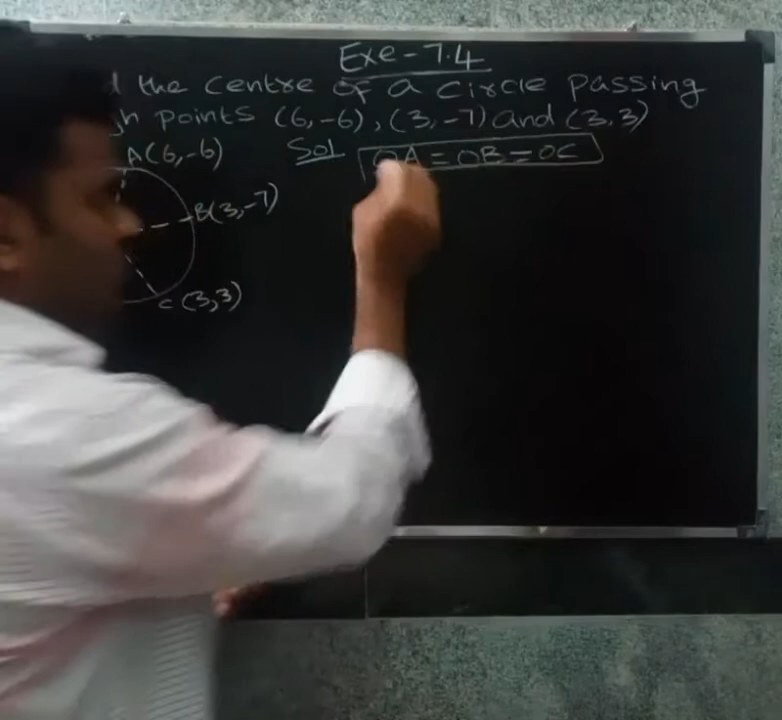 Exe-7.4
the centre of a circle passing
points (6,-6), (3,-7) and (3,3)
A(6,-6)
Sol
OA = OB = OC
B(3,-7)
C (3,3)